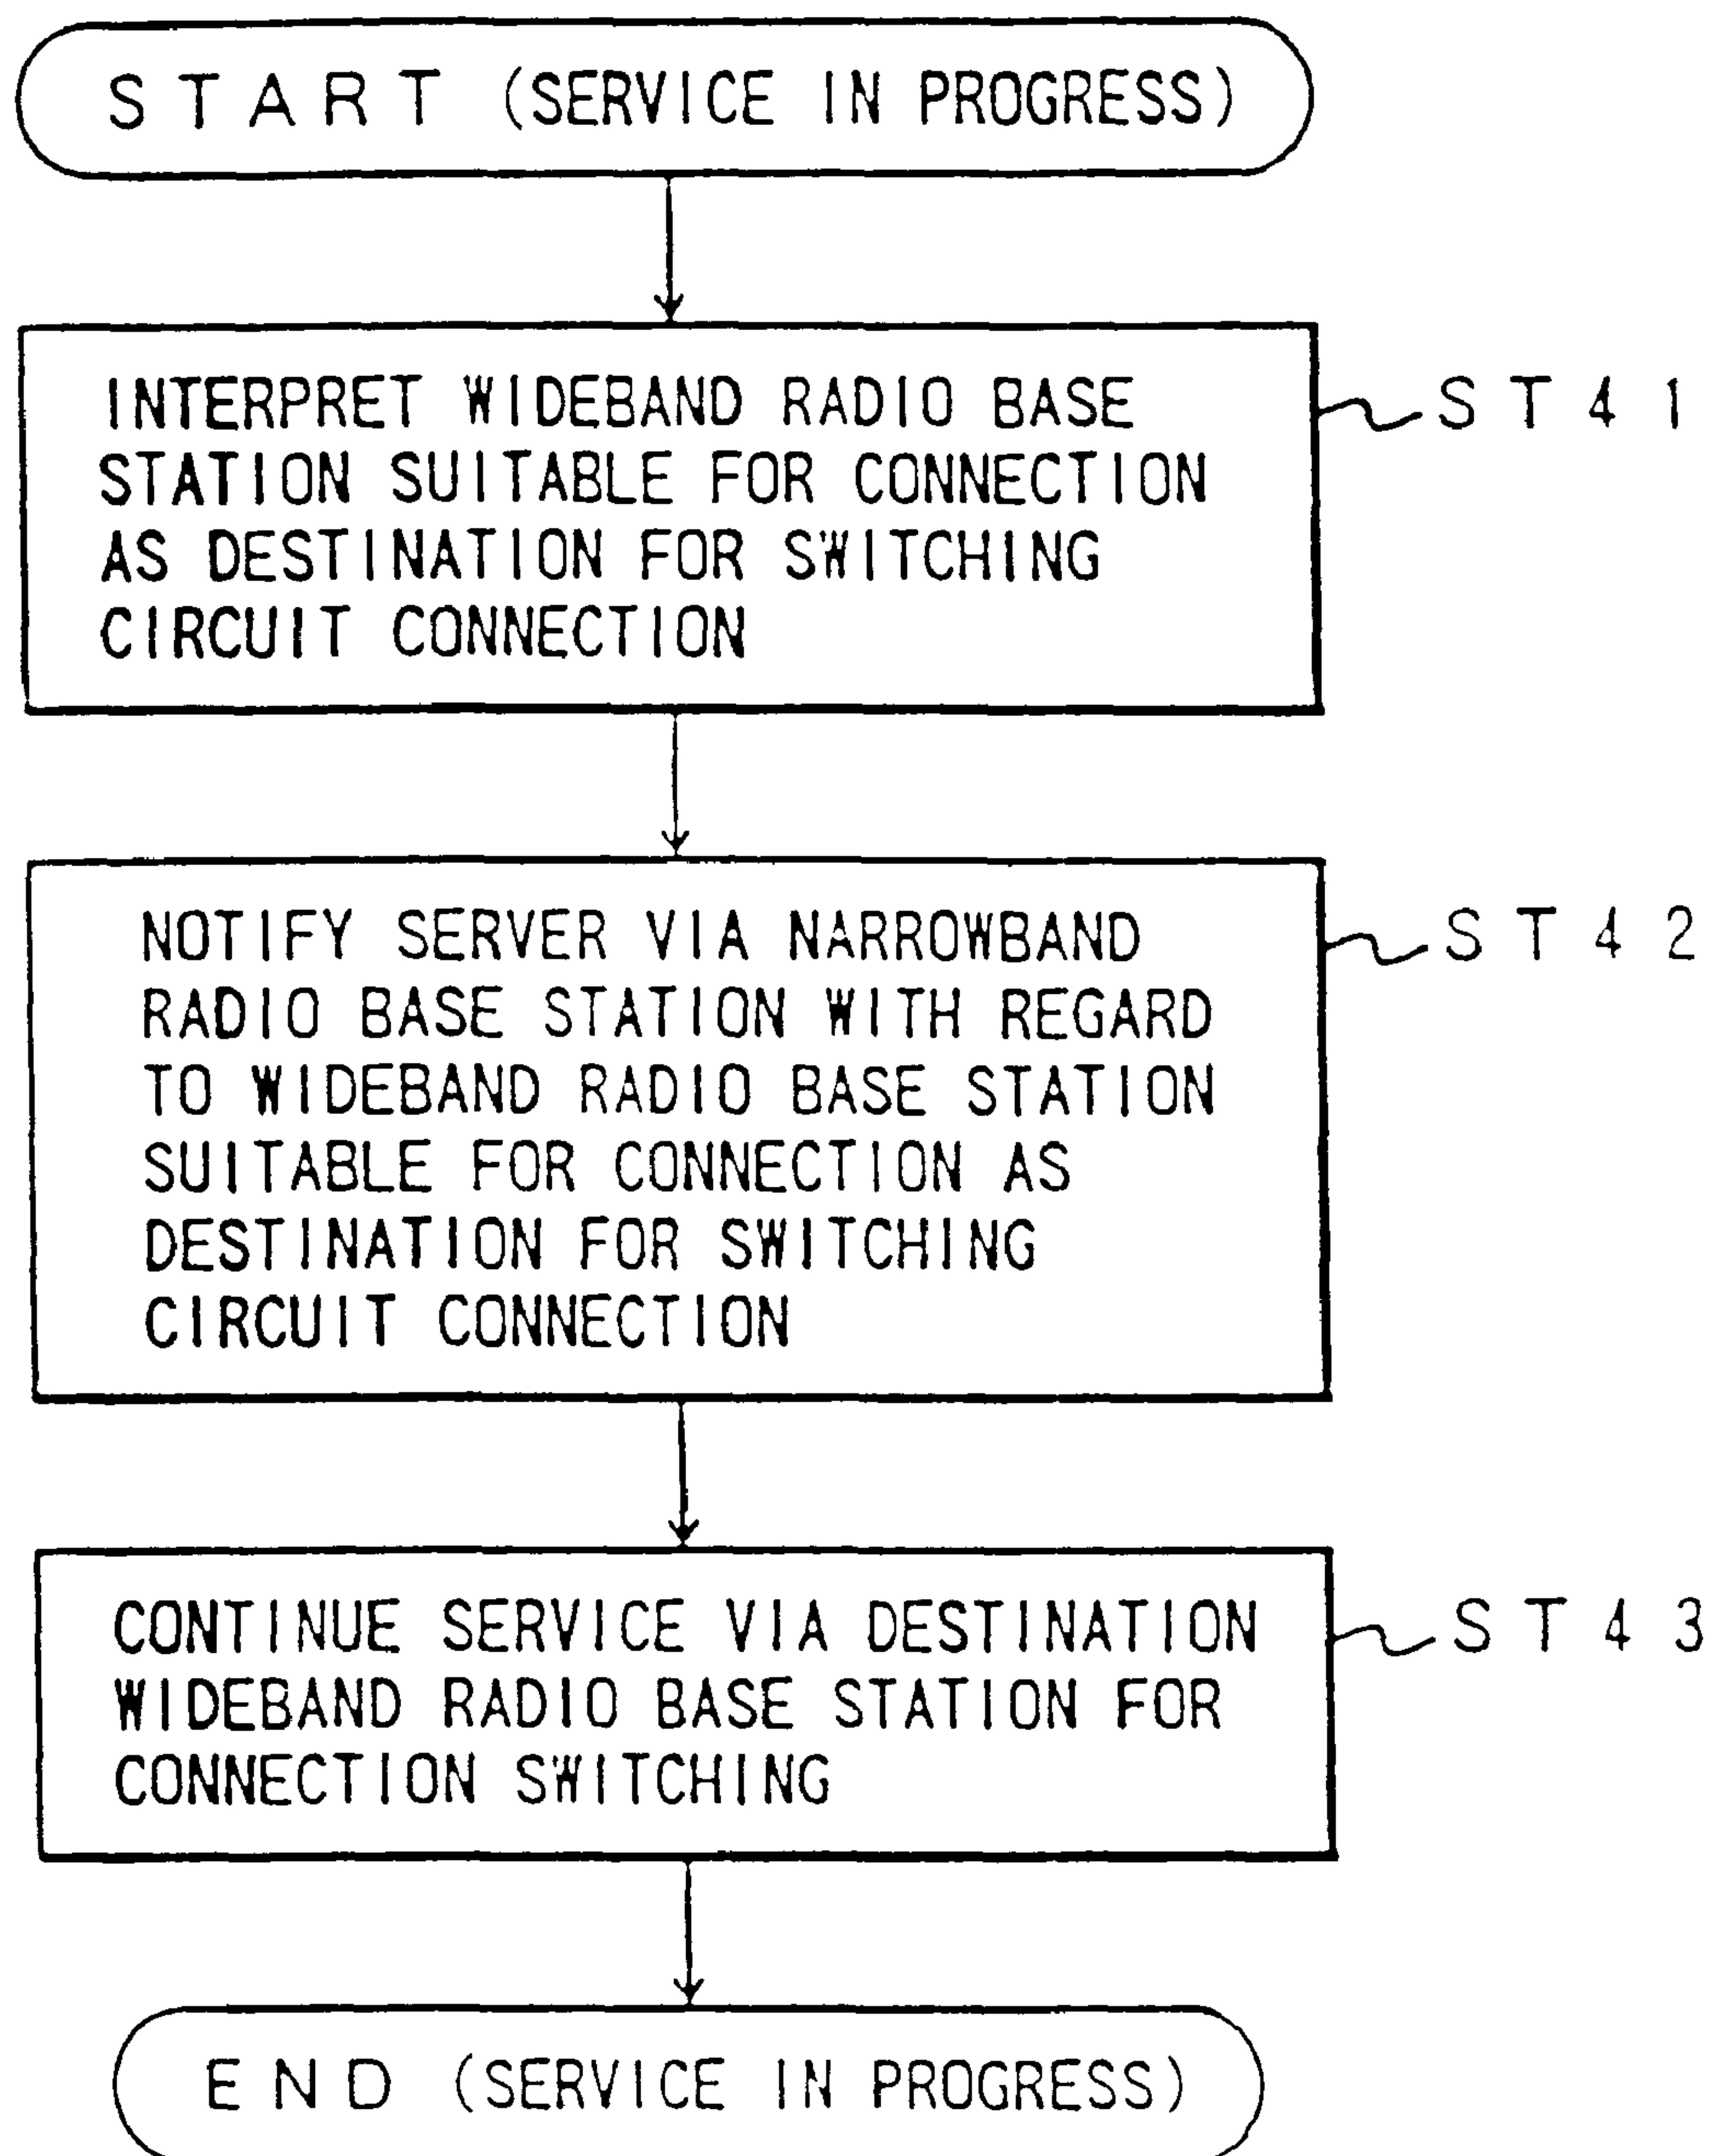 START (SERVICE IN PROGRESS)
INTERPRET WIDEBAND RADIO BASE
STATION SUITABLE FOR CONNECTION
AS DESTINATION FOR SWITCHING
CIRCUIT CONNECTION
ST41
NOTIFY SERVER VIA NARROWBAND
RADIO BASE STATION WITH REGARD
TO WIDEBAND RADIO BASE STATION
SUITABLE FOR CONNECTION AS
DESTINATION FOR SWITCHING
CIRCUIT CONNECTION
ST42
CONTINUE SERVICE VIA DESTINATION
WIDEBAND RADIO BASE STATION FOR
CONNECTION SWITCHING
ST43
END (SERVICE IN PROGRESS)